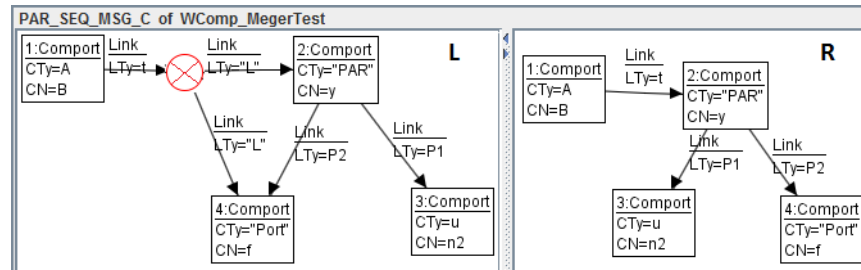 PAR_SEQ_MSG_C of WComp_MegerTest
L
1:Comport
CTy=A
CN=B
Link
LTy=t
Link
LTy="L"
2:Comport
CTy="PAR"
CN=y
Link
LTy="L"
Link
LTy=P2
Link
LTy=P1
4:Comport
CTy="Port"
CN=f
3:Comport
CTy=u
CN=n2
R
1:Comport
CTy=A
CN=B
Link
LTy=t
2:Comport
CTy="PAR"
CN=y
Link
LTy=P1
Link
LTy=P2
3:Comport
CTy=u
CN=n2
4:Comport
CTy="Port"
CN=f